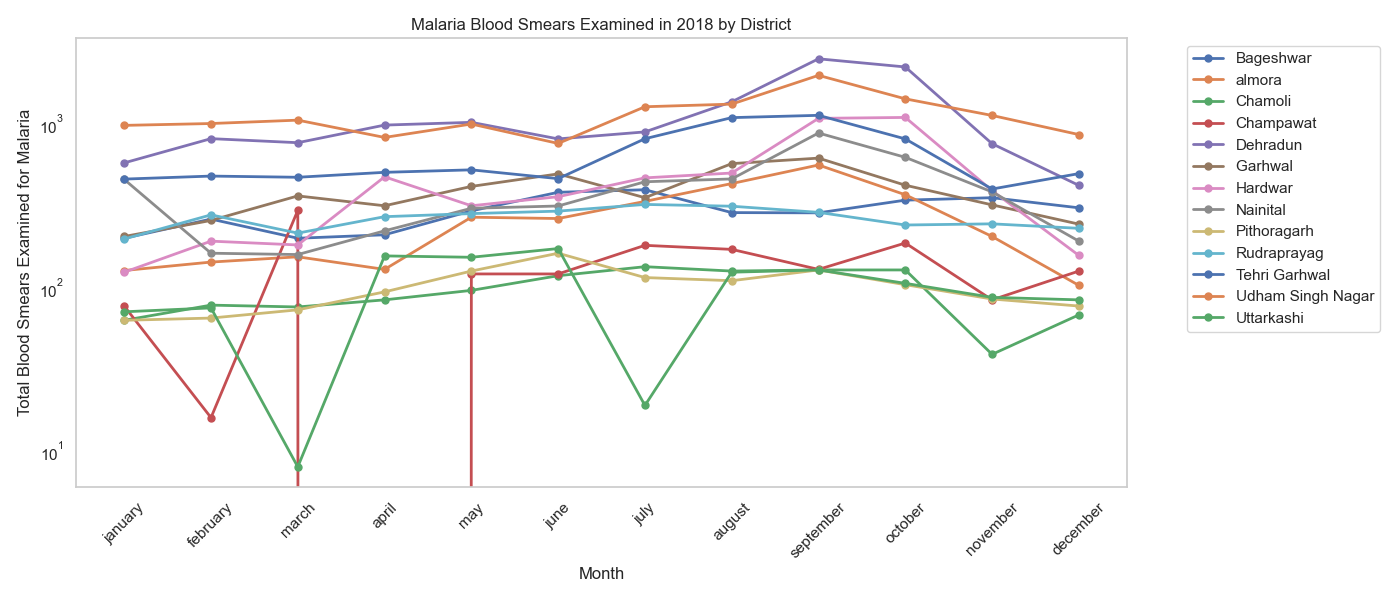 Malaria Blood Smears Examined in 2018 by District
Total Blood Smears Examined for Malaria
10³
10²
10¹
january
february
march
april
may
june
july
august
september
october
november
december
Month
Bageshwar
almora
Chamoli
Champawat
Dehradun
Garhwal
Hardwar
Nainital
Pithoragarh
Rudraprayag
Tehri Garhwal
Udham Singh Nagar
Uttarkashi